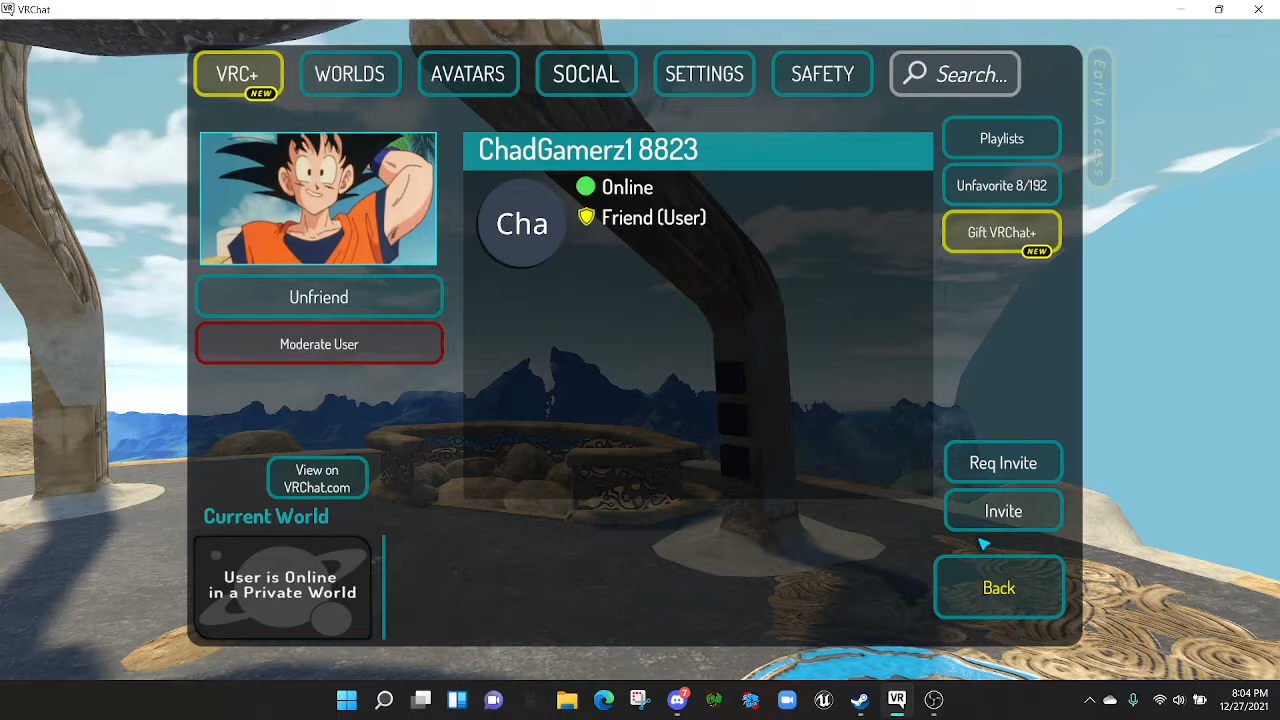 VRChat
VRC+
NEW
WORLDS
AVATARS
SOCIAL
SETTINGS
SAFETY
Search...
Early Access
ChadGamerz1 8823
Cha
Online
Friend (User)
Playlists
Unfavorite 8/192
Gift VRChat+
NEW
Unfriend
Moderate User
View on
VRChat.com
Current World
User is Online
in a Private World
Req Invite
Invite
Back
7
VR
8:04 PM
12/27/2021